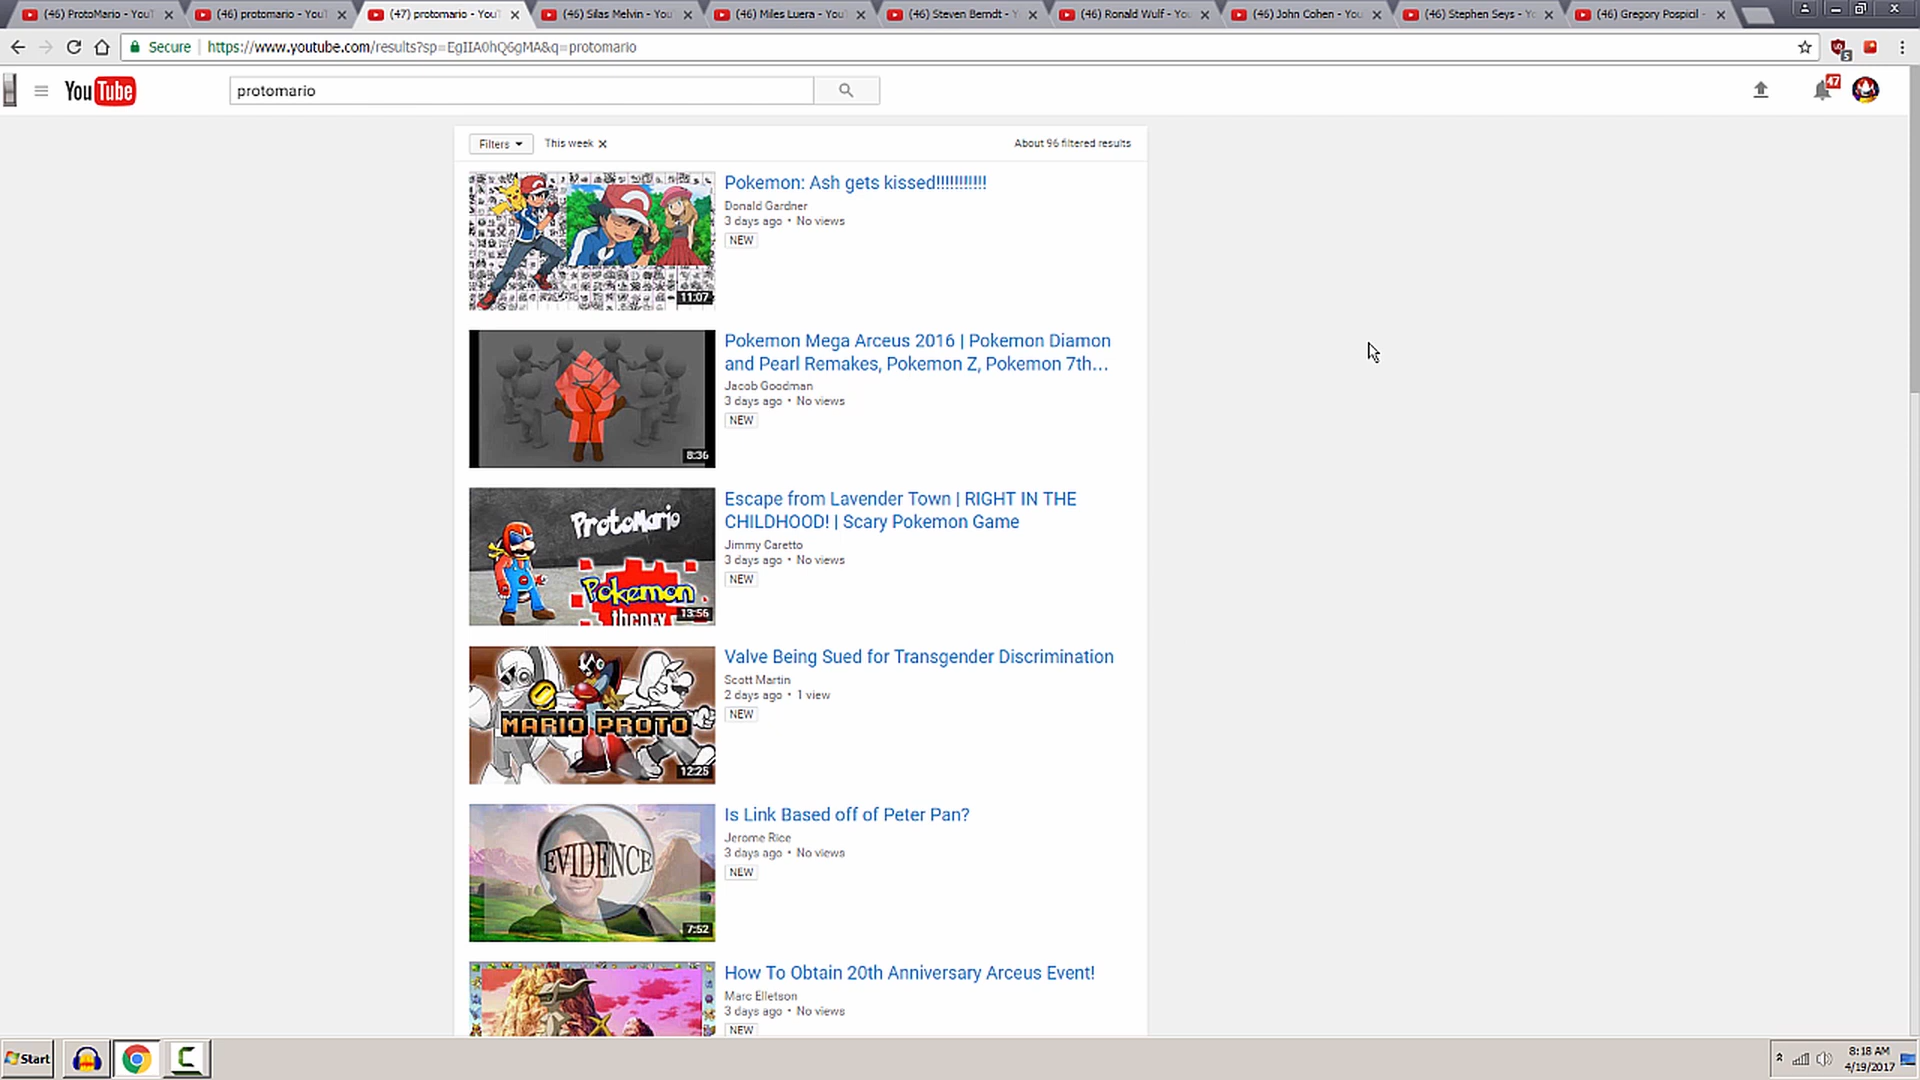 (46) ProtoMario - YouT
(46) protomario - YouT
(47) protomario - YouT
(46) Silas Melvin - You
(46) Miles Luera - You
(46) Steven Berndt - Y
(46) Ronald Wulf - You
(46) John Cohen - You
(46) Stephen Seys - Y
(46) Gregory Pospicil -
Secure
https://www.youtube.com/results?sp=EgIIA0hQ6gMA&q=protomario
5
YouTube
protomario
47
Filters
This week ×
About 96 filtered results
Pokemon: Ash gets kissed!!!!!!!!!!!
Donald Gardner
3 days ago • No views
NEW
11:07
Pokemon Mega Arceus 2016 | Pokemon Diamon
and Pearl Remakes, Pokemon Z, Pokemon 7th...
Jacob Goodman
3 days ago • No views
NEW
8:36
Escape from Lavender Town | RIGHT IN THE
CHILDHOOD! | Scary Pokemon Game
Jimmy Caretto
3 days ago • No views
NEW
ProtoMario
Pokemon
theory
13:56
Valve Being Sued for Transgender Discrimination
Scott Martin
2 days ago • 1 view
NEW
MARIO PROTO
12:25
Is Link Based off of Peter Pan?
Jerome Rice
3 days ago • No views
NEW
EVIDENCE
7:52
How To Obtain 20th Anniversary Arceus Event!
Marc Elletson
3 days ago • No views
NEW
Start
8:18 AM
4/19/2017